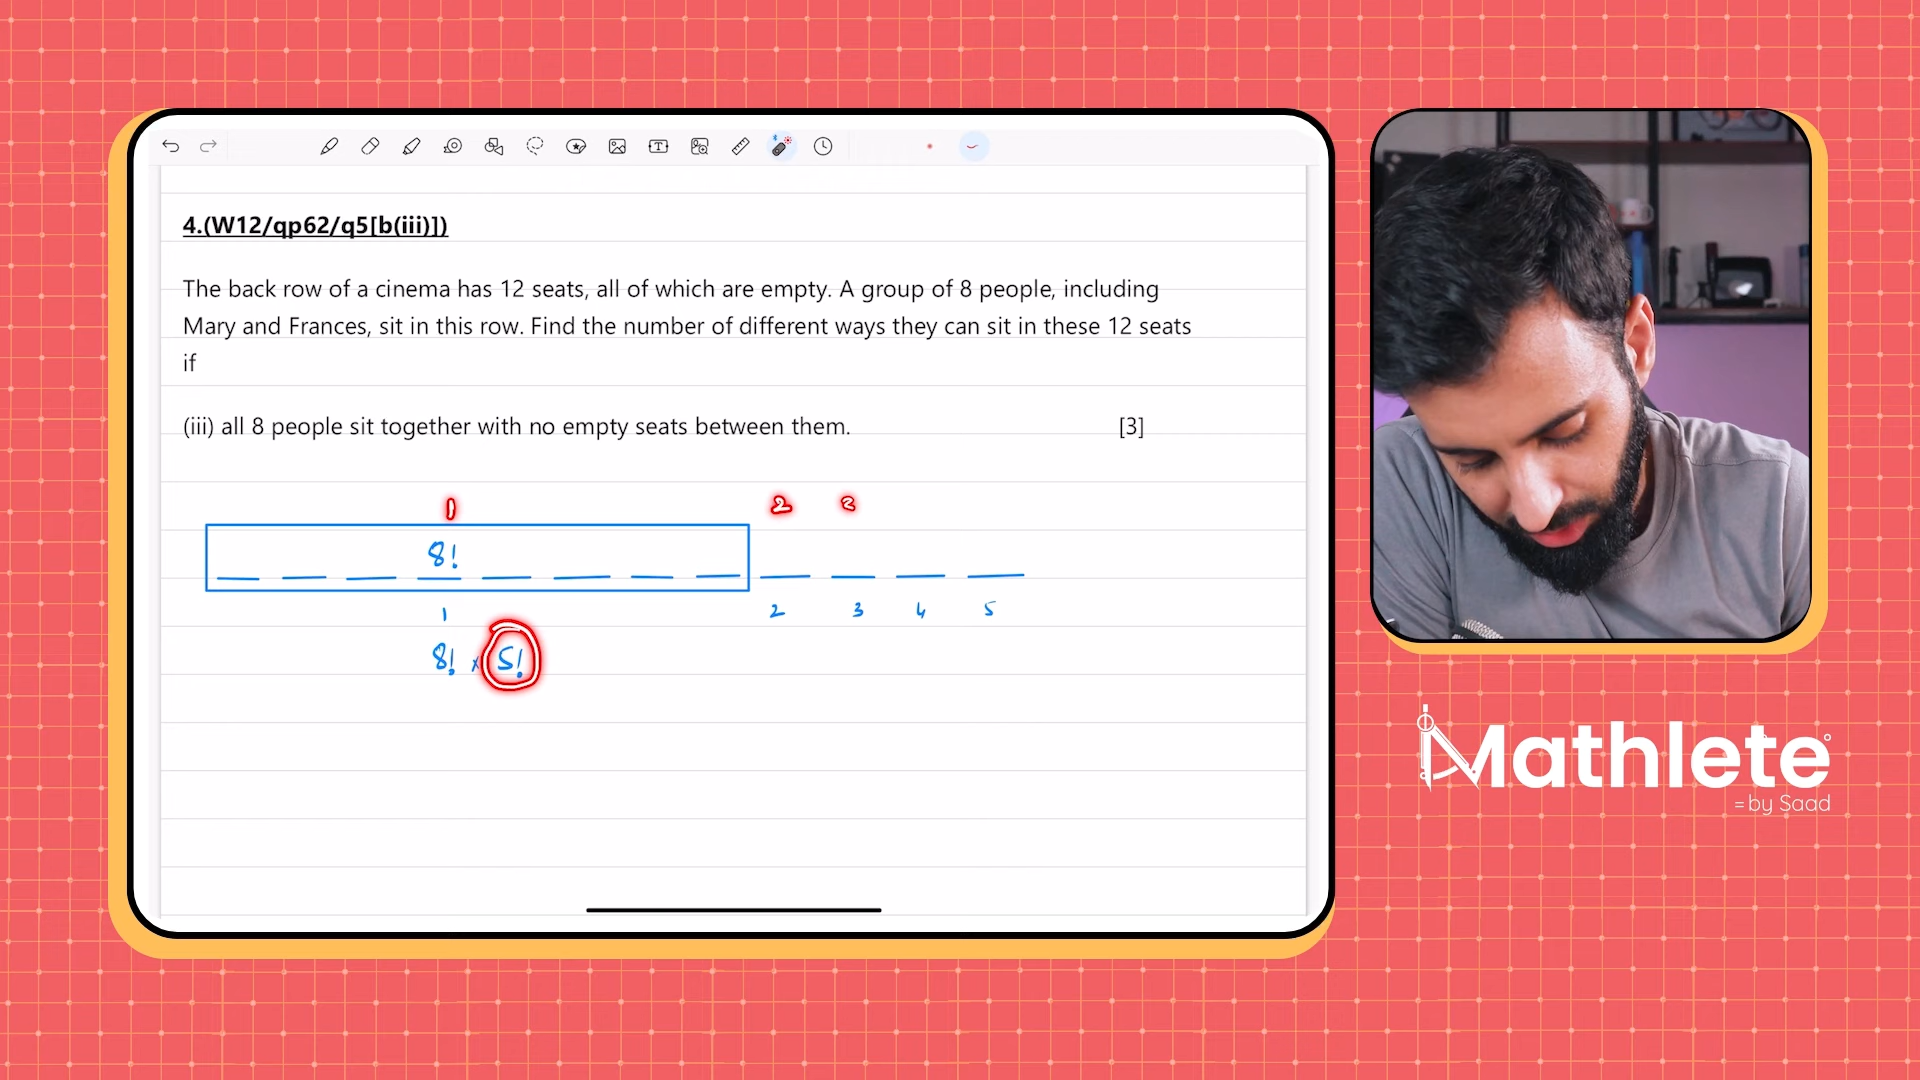 4.(W12/qp62/q5[b(iii)])
The back row of a cinema has 12 seats, all of which are empty. A group of 8 people, including
Mary and Frances, sit in this row. Find the number of different ways they can sit in these 12 seats
if
(iii) all 8 people sit together with no empty seats between them. [3]
1 2 2
8!
1 2 3 4 5
8! × 5!
Mathlete
=by Saad